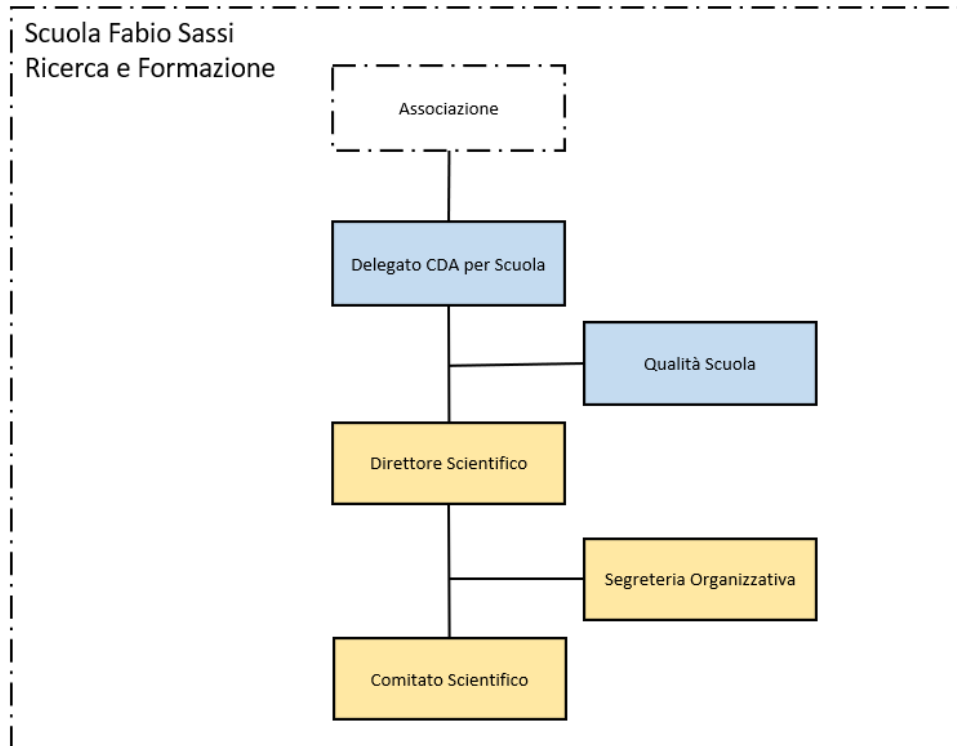 Scuola Fabio Sassi
Ricerca e Formazione
Associazione
Delegato CDA per Scuola
Qualità Scuola
Direttore Scientifico
Segreteria Organizzativa
Comitato Scientifico